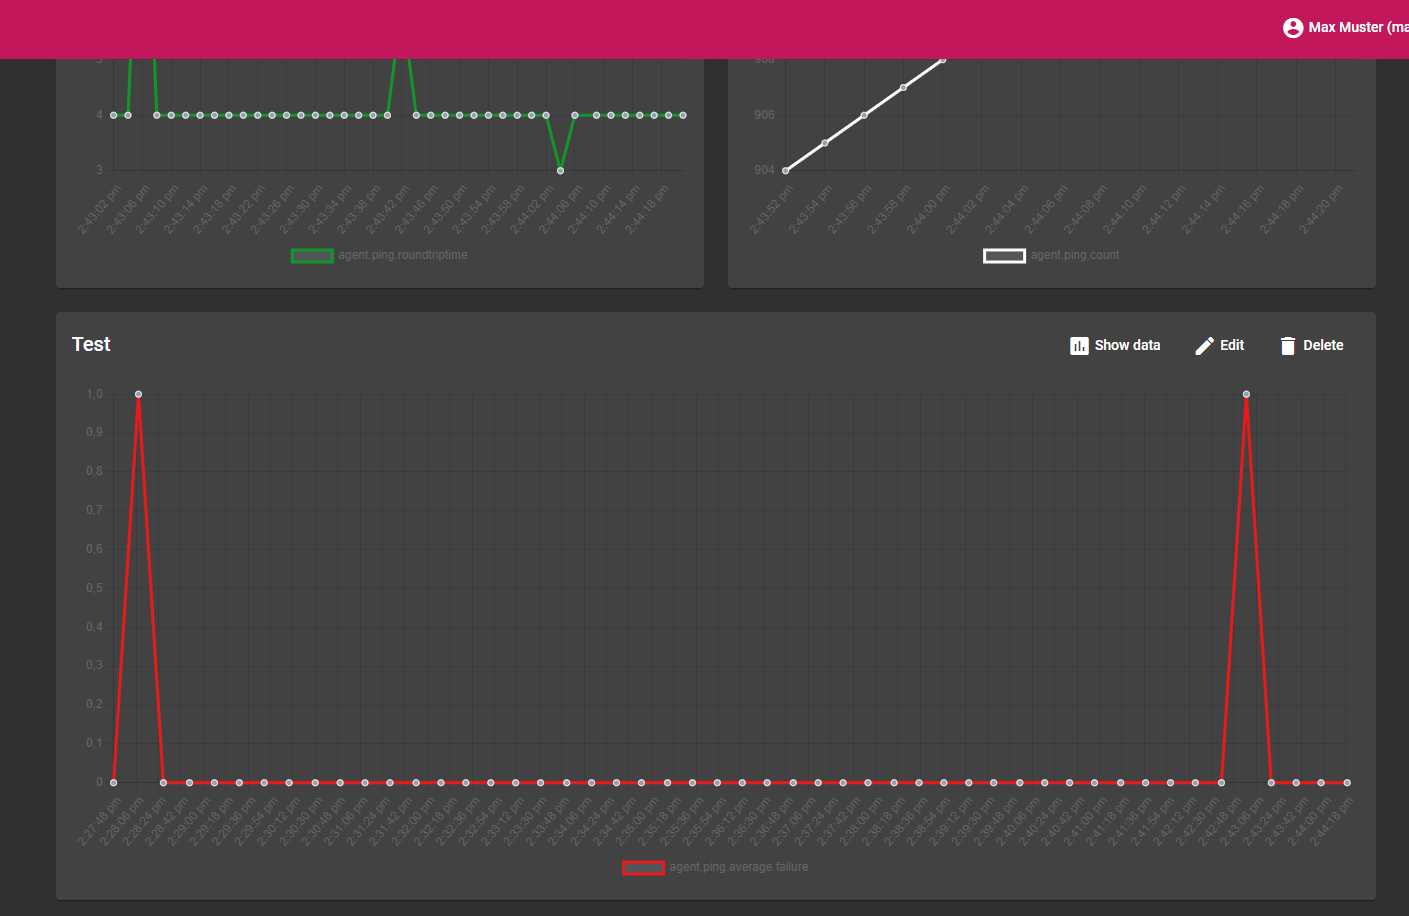 Max Muster (ma
5
4
3
2:43:02 pm
2:43:06 pm
2:43:10 pm
2:43:14 pm
2:43:18 pm
2:43:22 pm
2:43:26 pm
2:43:30 pm
2:43:34 pm
2:43:38 pm
2:43:42 pm
2:43:46 pm
2:43:50 pm
2:43:54 pm
2:43:58 pm
2:44:02 pm
2:44:06 pm
2:44:10 pm
2:44:14 pm
2:44:18 pm
agent.ping.roundtriptime
908
906
904
2:43:52 pm
2:43:54 pm
2:43:56 pm
2:43:58 pm
2:44:00 pm
2:44:02 pm
2:44:04 pm
2:44:06 pm
2:44:08 pm
2:44:10 pm
2:44:12 pm
2:44:14 pm
2:44:16 pm
2:44:18 pm
2:44:20 pm
agent.ping.count
Test
Show data
Edit
Delete
1,0
0,9
0,8
0,7
0,6
0,5
0,4
0,3
0,2
0,1
0
2:27:48 pm
2:28:06 pm
2:28:24 pm
2:28:42 pm
2:29:00 pm
2:29:18 pm
2:29:36 pm
2:29:54 pm
2:30:12 pm
2:30:30 pm
2:30:48 pm
2:31:06 pm
2:31:24 pm
2:31:42 pm
2:32:00 pm
2:32:18 pm
2:32:36 pm
2:32:54 pm
2:33:12 pm
2:33:30 pm
2:33:48 pm
2:34:06 pm
2:34:24 pm
2:34:42 pm
2:35:00 pm
2:35:18 pm
2:35:36 pm
2:35:54 pm
2:36:12 pm
2:36:30 pm
2:36:48 pm
2:37:06 pm
2:37:24 pm
2:37:42 pm
2:38:00 pm
2:38:18 pm
2:38:36 pm
2:38:54 pm
2:39:12 pm
2:39:30 pm
2:39:48 pm
2:40:06 pm
2:40:24 pm
2:40:42 pm
2:41:00 pm
2:41:18 pm
2:41:36 pm
2:41:54 pm
2:42:12 pm
2:42:30 pm
2:42:48 pm
2:43:06 pm
2:43:24 pm
2:43:42 pm
2:44:00 pm
2:44:18 pm
agent.ping.average.failure